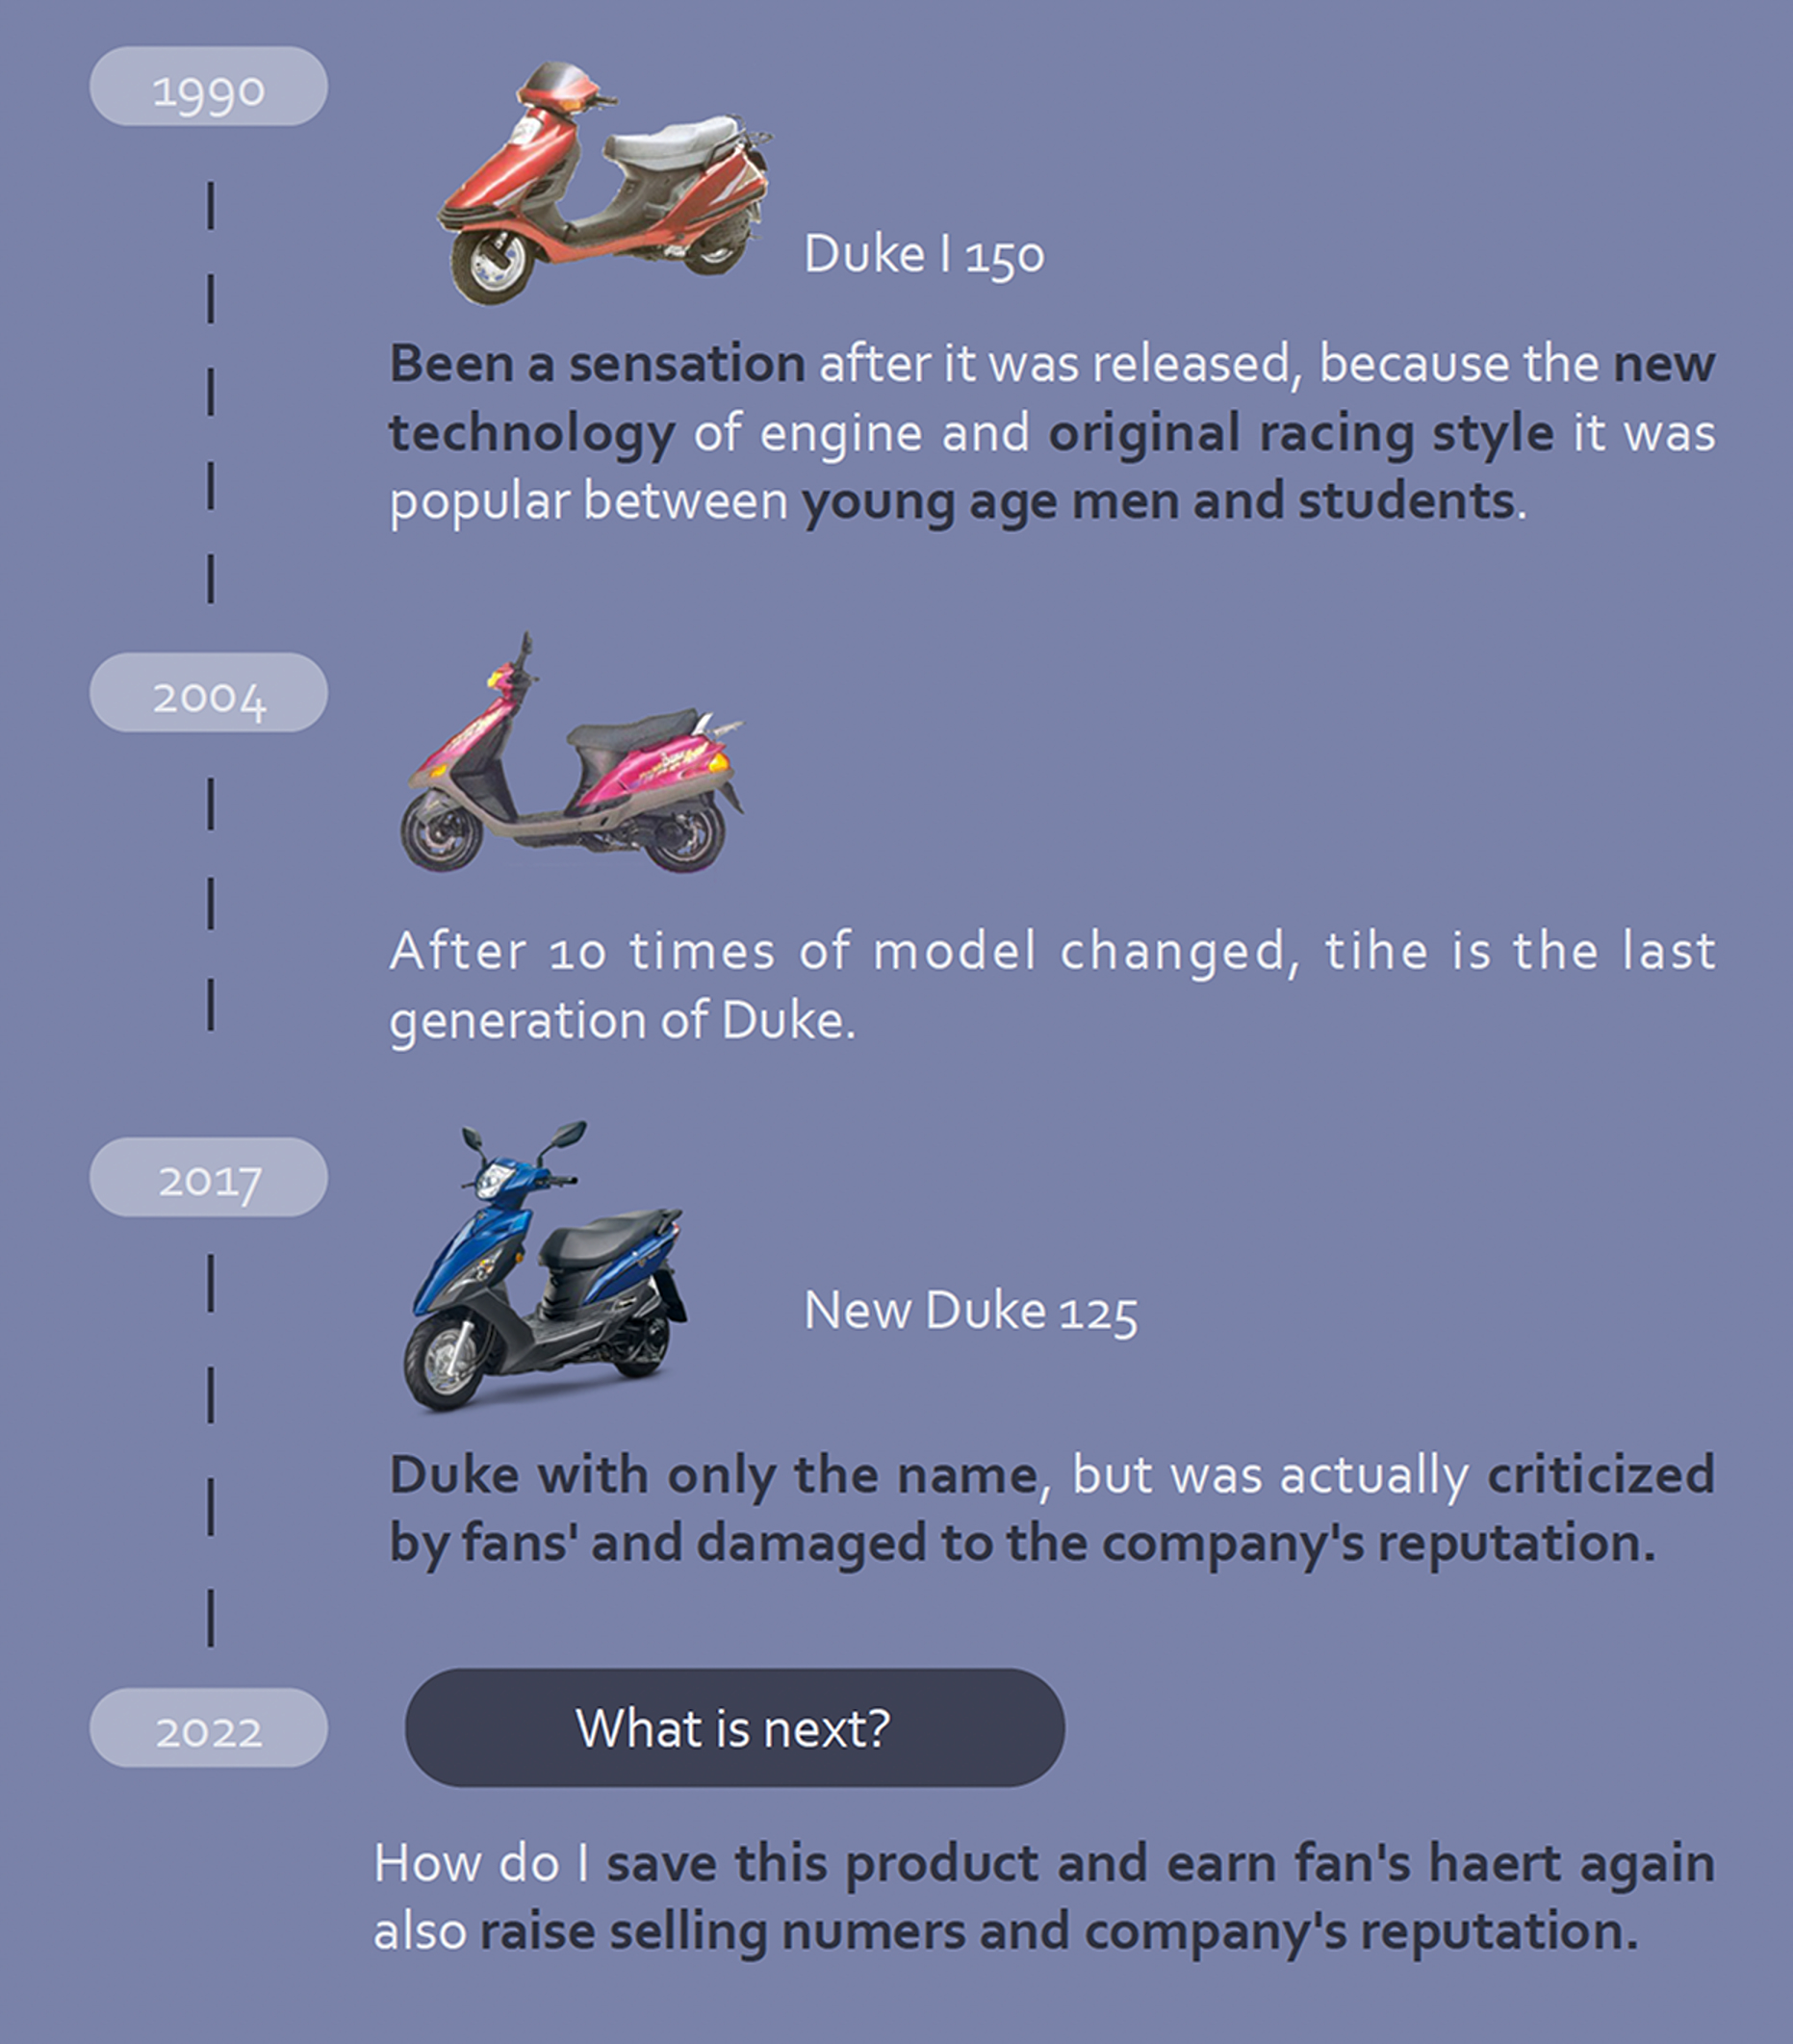 1990
Duke I 150
Been a sensation after it was released, because the new
technology of engine and original racing style it was
popular between young age men and students.
2004
After 10 times of model changed, tihe is the last
generation of Duke.
2017
New Duke 125
Duke with only the name, but was actually criticized
by fans' and damaged to the company's reputation.
2022
What is next?
How do I save this product and earn fan's haert again
also raise selling numers and company's reputation.